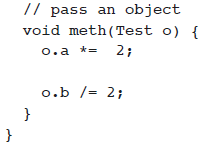 // pass an object
void meth(Test o) {
o.a *= 2;
o.b /= 2;
}
}